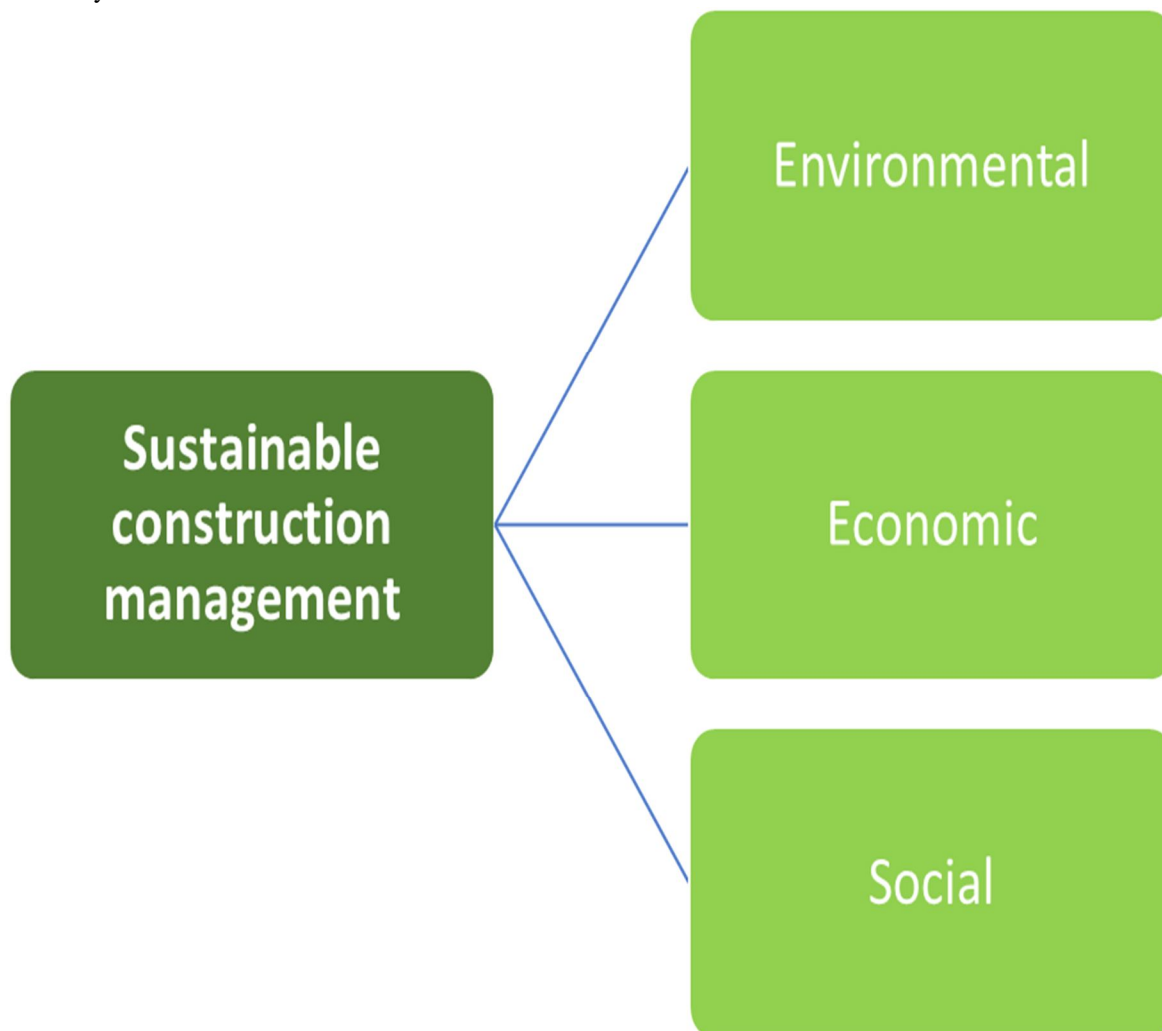 Environmental
Sustainable
construction
management
Economic
Social